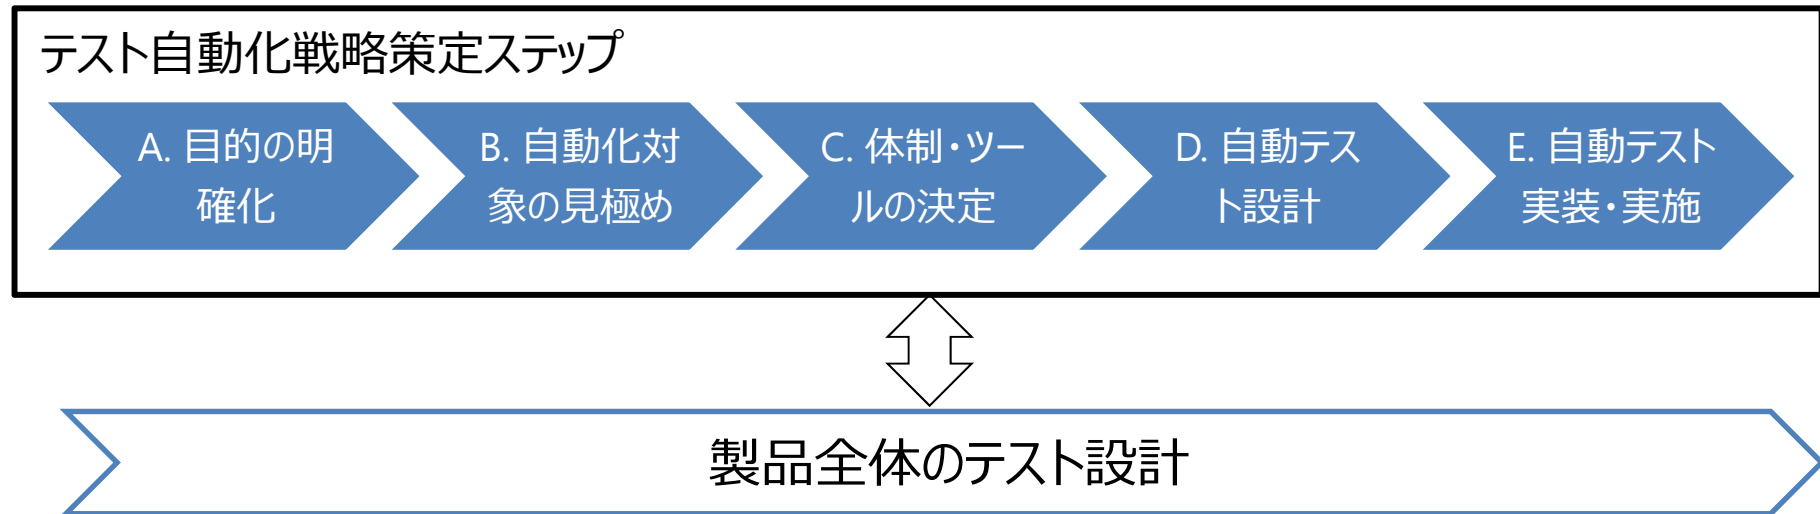 テスト自動化戦略策定ステップ
A. 目的の明
確化
B. 自動化対
象の見極め
C. 体制・ツー
ルの決定
D. 自動テス
ト設計
E. 自動テスト
実装・実施
製品全体のテスト設計